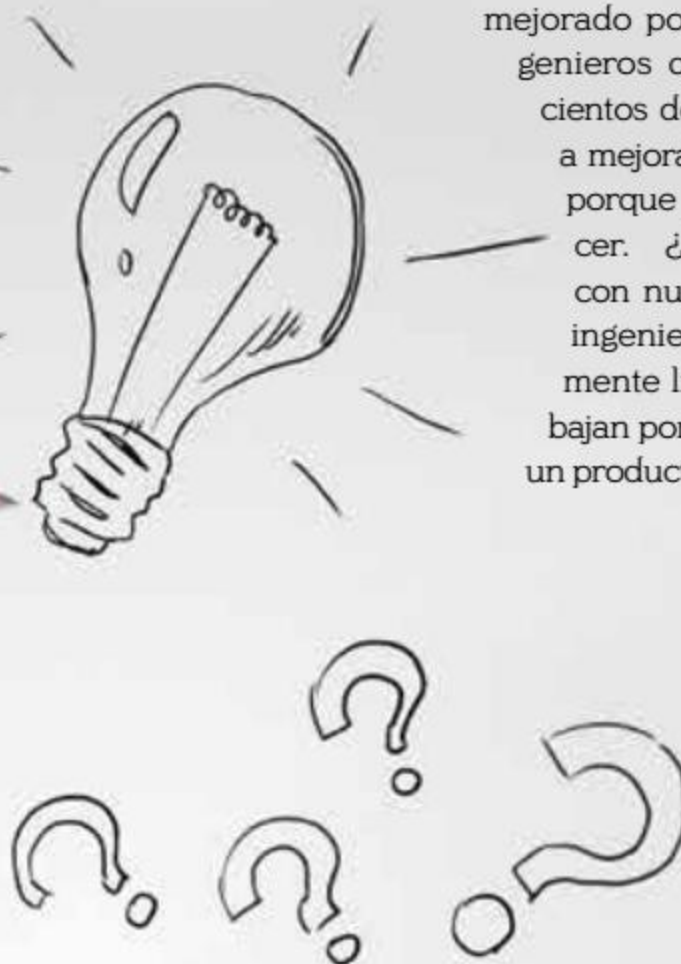 mejorado po
genieros c
cientos d
a mejora
porque
cer. ¿
con nu
ingenie
mente l
bajan por
un produc